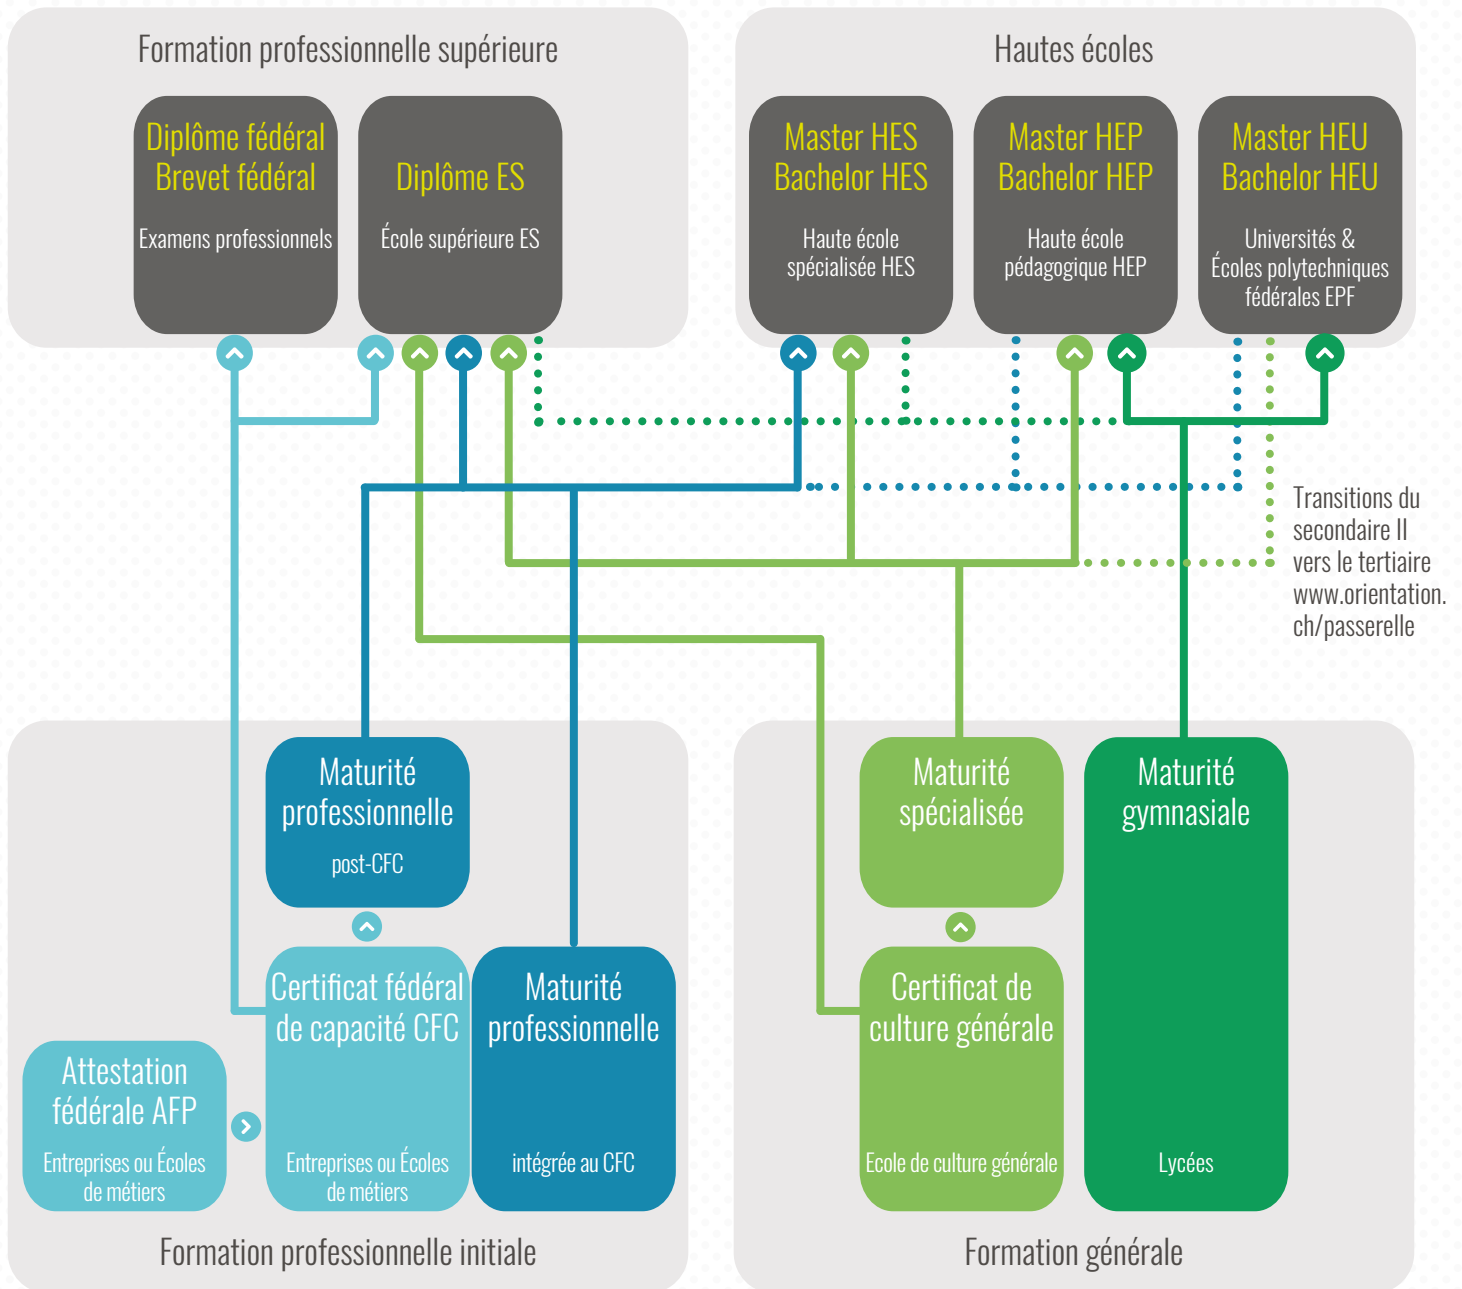 Formation professionnelle supérieure
Diplôme fédéral
Brevet fédéral
Examens professionnels
Diplôme ES
École supérieure ES
Hautes écoles
Master HES
Bachelor HES
Haute école
spécialisée HES
Master HEP
Bachelor HEP
Haute école
pédagogique HEP
Master HEU
Bachelor HEU
Universités &
Écoles polytechniques
fédérales EPF
Transitions du
secondaire II
vers le tertiaire
www.orientation.
ch/passerelle
Maturité
professionnelle
post-CFC
Certificat fédéral
de capacité CFC
Entreprises ou Écoles
de métiers
Maturité
professionnelle
intégrée au CFC
Attestation
fédérale AFP
Entreprises ou Écoles
de métiers
Formation professionnelle initiale
Maturité
spécialisée
Certificat de
culture générale
Ecole de culture générale
Maturité
gymnasiale
Lycées
Formation générale